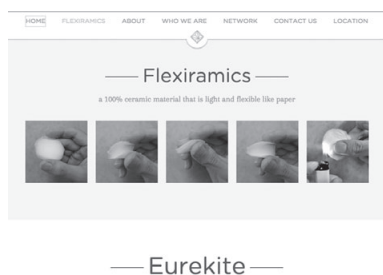 HOME FLEXIRAMICS ABOUT WHO WE ARE NETWORK CONTACT US LOCATION
Flexiramics
a 100% ceramic material that is light and flexible like paper
Eurekite